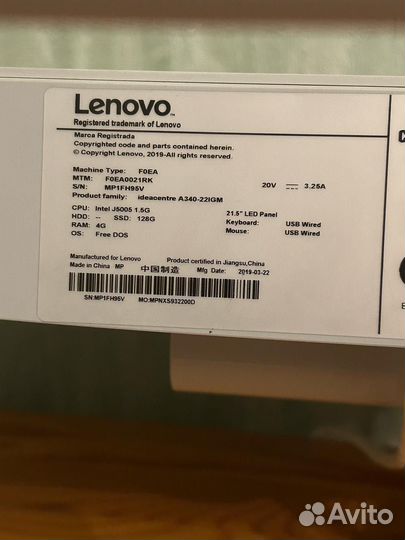 Lenovo™
Registered trademark of Lenovo
Marca Registrada
Copyrighted code and parts contained herein.
© Copyright Lenovo, 2019-All rights reserved.
Machine Type: F0EA
MTM: F0EA0021RK
S/N: MP1FH95V 20V 3.25A
Product family: ideacentre A340-22IGM
CPU: Intel J5005 1.5G 21.5" LED Panel
HDD: -- SSD: 128G Keyboard: USB Wired
RAM: 4G Mouse: USB Wired
OS: Free DOS
Manufactured for Lenovo Product certified in Jiangsu,China
Made in China MP 中国制造 Mfg Date: 2019-03-22
SN:MP1FH95V MO:MPNXS932200D
Avito